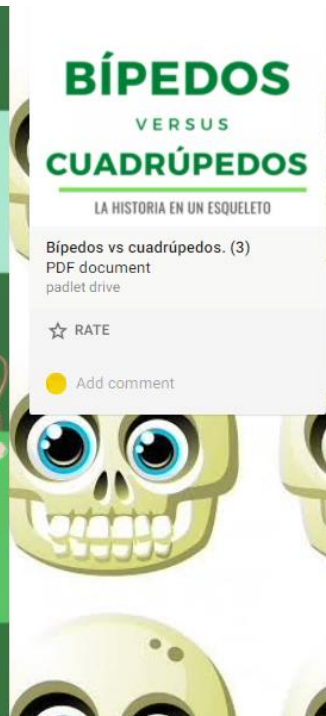 BÍPEDOS
VERSUS
CUADRÚPEDOS
LA HISTORIA EN UN ESQUELETO
Bípedos vs cuadrúpedos. (3)
PDF document
padlet drive
RATE
Add comment